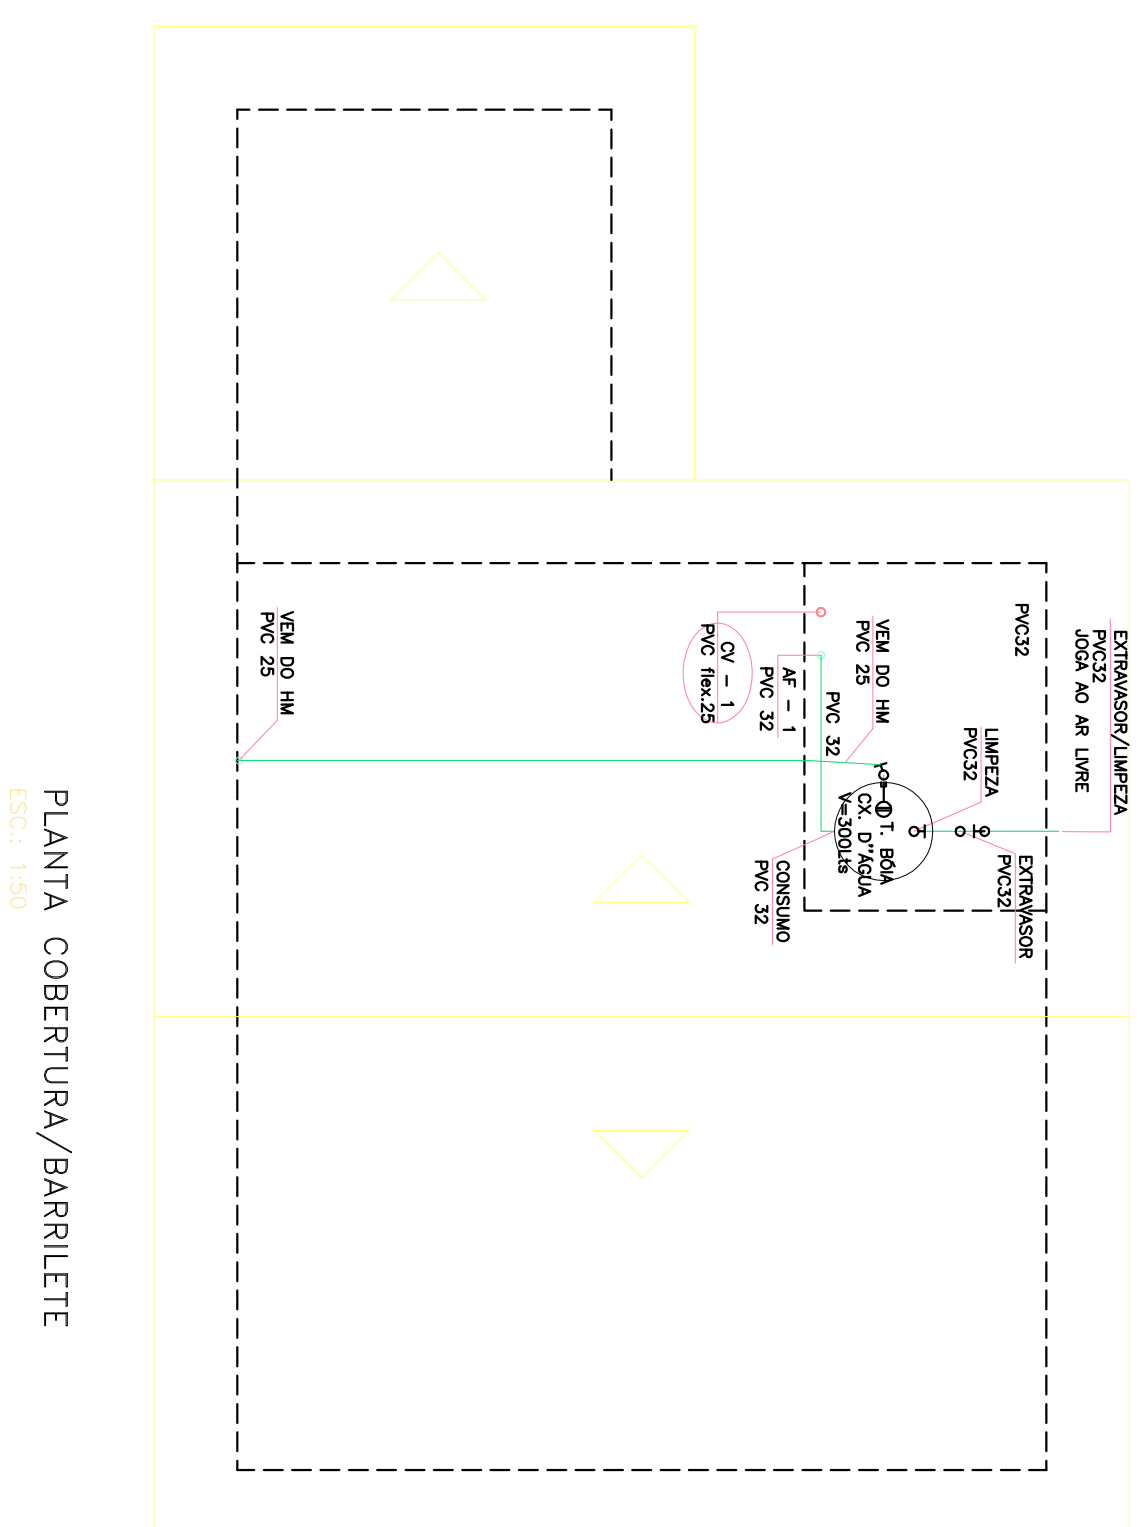 EXTRAVASOR/LIMPEZA
PVC32
JOGA AO AR LIVRE
PVC32
LIMPEZA
PVC32
EXTRAVASOR
PVC32
VEM DO HM
PVC 25
T. BÓIA
CX. D"ÁGUA
V=300Lts
PVC 32
AF - 1
PVC 32
CONSUMO
PVC 32
CV - 1
PVC flex.25
VEM DO HM
PVC 25
PLANTA COBERTURA/BARRILETE
ESC.: 1:50